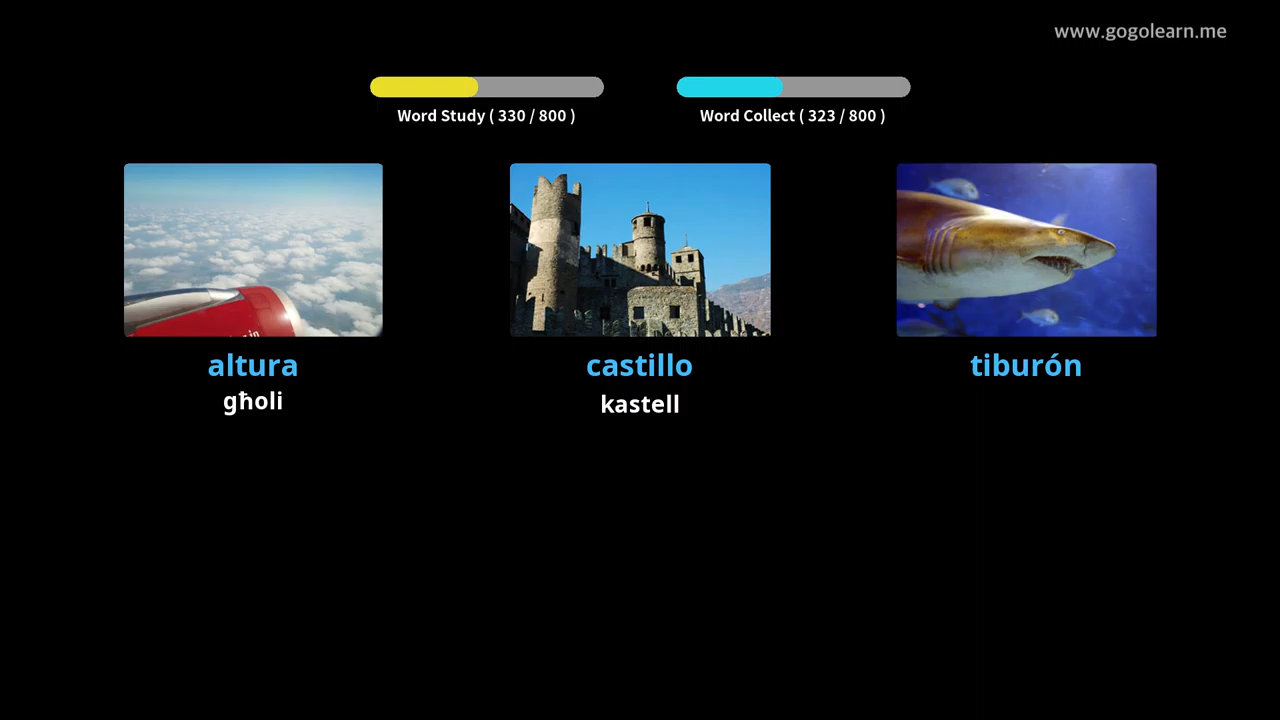 www.gogolearn.me
Word Study ( 330 / 800 )
Word Collect ( 323 / 800 )
altura
castillo
tiburón
għoli
kastell